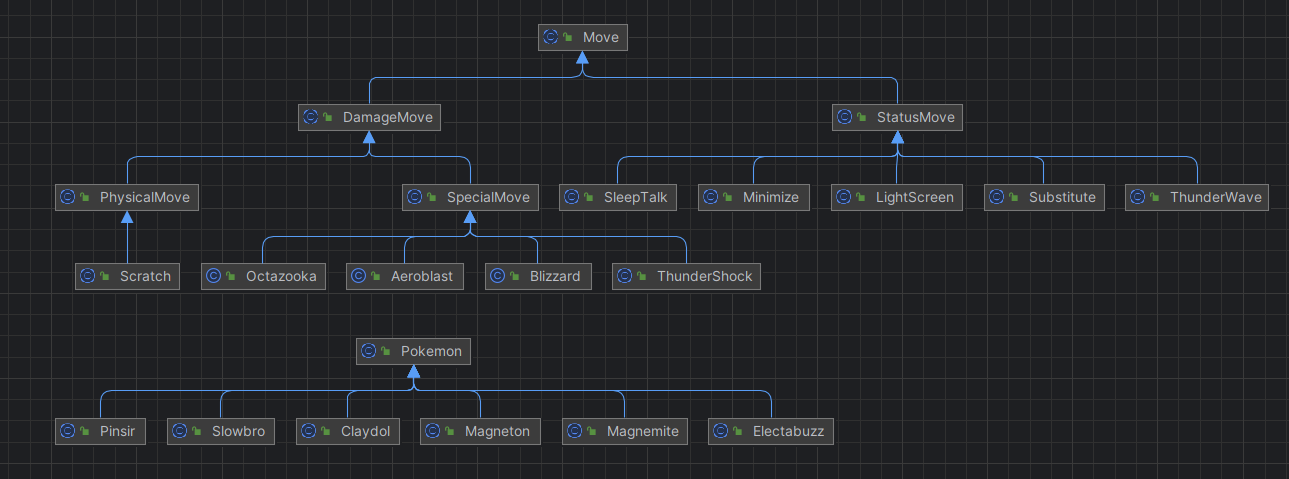 Move
DamageMove StatusMove
PhysicalMove SpecialMove SleepTalk Minimize LightScreen Substitute ThunderWave
Scratch Octazooka Aeroblast Blizzard ThunderShock
Pokemon
Pinsir Slowbro Claydol Magneton Magnemite Electabuzz